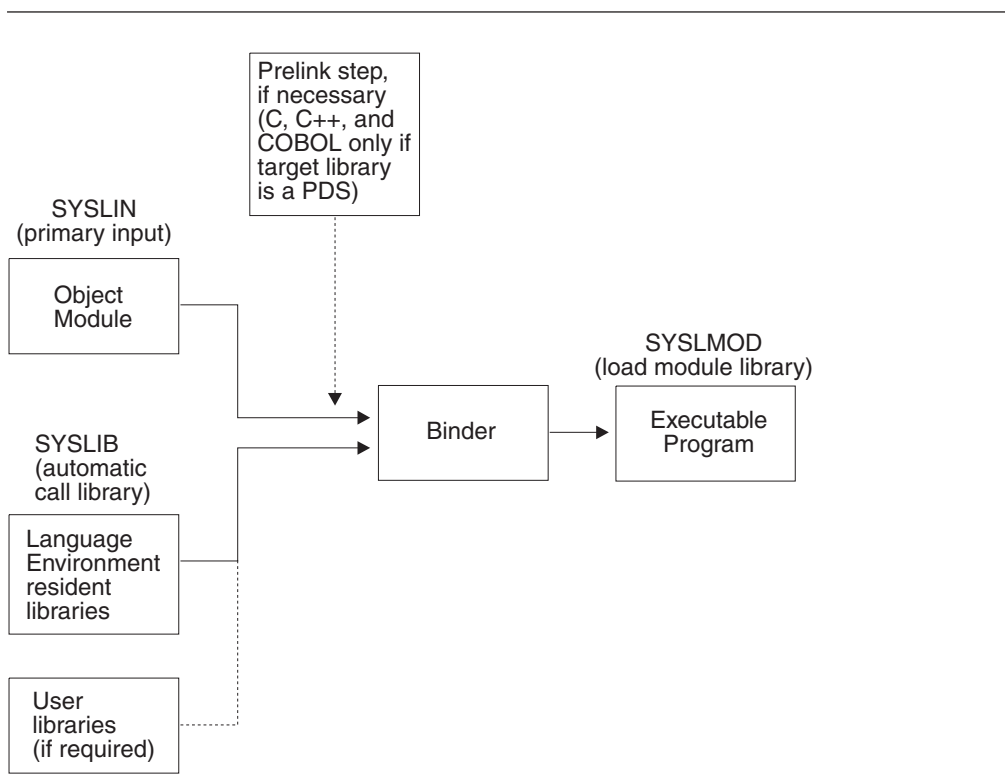 Prelink step,
if necessary
(C, C++, and
COBOL only if
target library
is a PDS)
SYSLIN
(primary input)
Object
Module
SYSLMOD
(load module library)
Binder
Executable
Program
SYSLIB
(automatic
call library)
Language
Environment
resident
libraries
User
libraries
(if required)